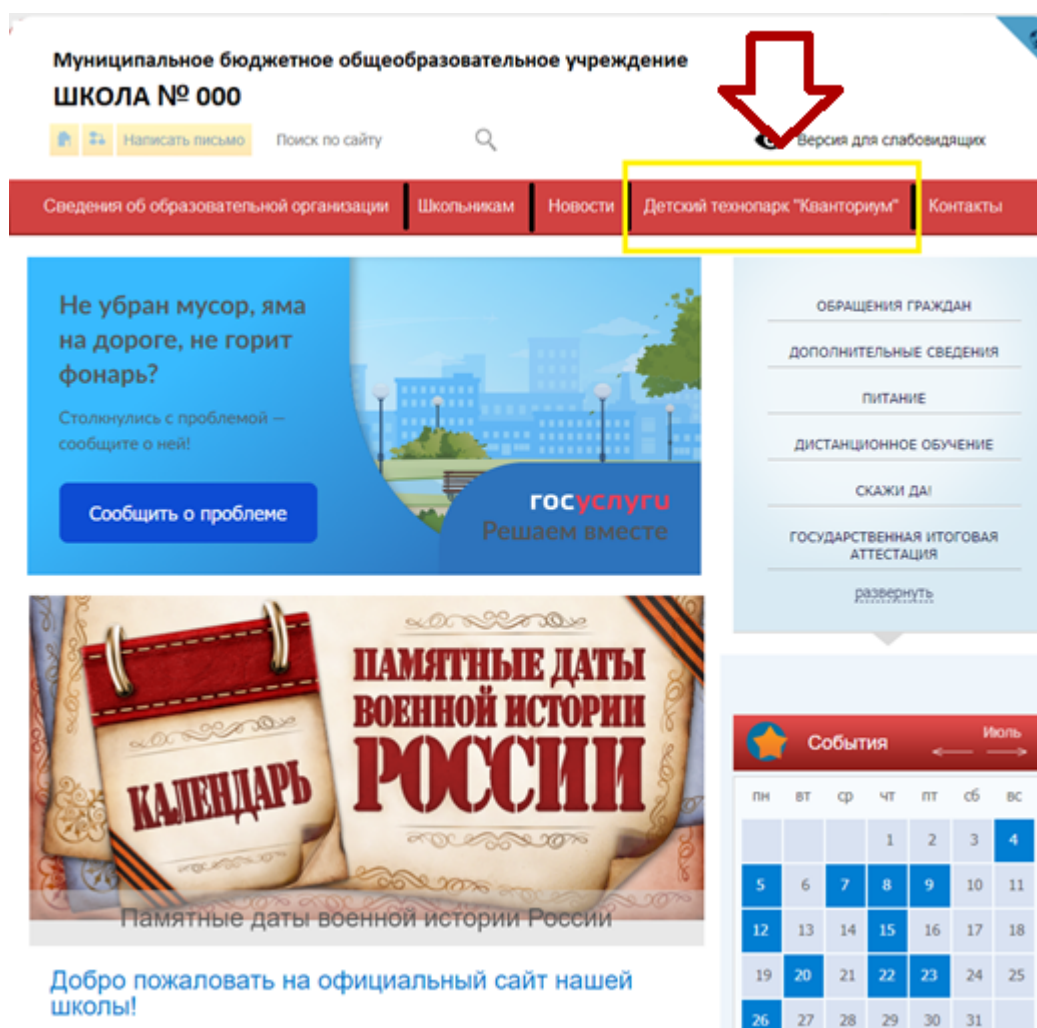 Муниципальное бюджетное общеобразовательное учреждение
ШКОЛА № 000
Написать письмо Поиск по сайту Версия для слабовидящих
Сведения об образовательной организации Школьникам Новости Детский технопарк "Кванториум" Контакты
Не убран мусор, яма
на дороге, не горит
фонарь?
Столкнулись с проблемой —
сообщите о ней!
Сообщить о проблеме
госуслуги
Решаем вместе
ОБРАЩЕНИЯ ГРАЖДАН
ДОПОЛНИТЕЛЬНЫЕ СВЕДЕНИЯ
ПИТАНИЕ
ДИСТАНЦИОННОЕ ОБУЧЕНИЕ
СКАЖИ ДА!
ГОСУДАРСТВЕННАЯ ИТОГОВАЯ
АТТЕСТАЦИЯ
развернуть
КАЛЕНДАРЬ
ПАМЯТНЫЕ ДАТЫ
ВОЕННОЙ ИСТОРИИ
РОССИИ
Памятные даты военной истории России
Добро пожаловать на официальный сайт нашей
школы!
События Июль
пн вт ср чт пт сб вс
1 2 3 4
5 6 7 8 9 10 11
12 13 14 15 16 17 18
19 20 21 22 23 24 25
26 27 28 29 30 31